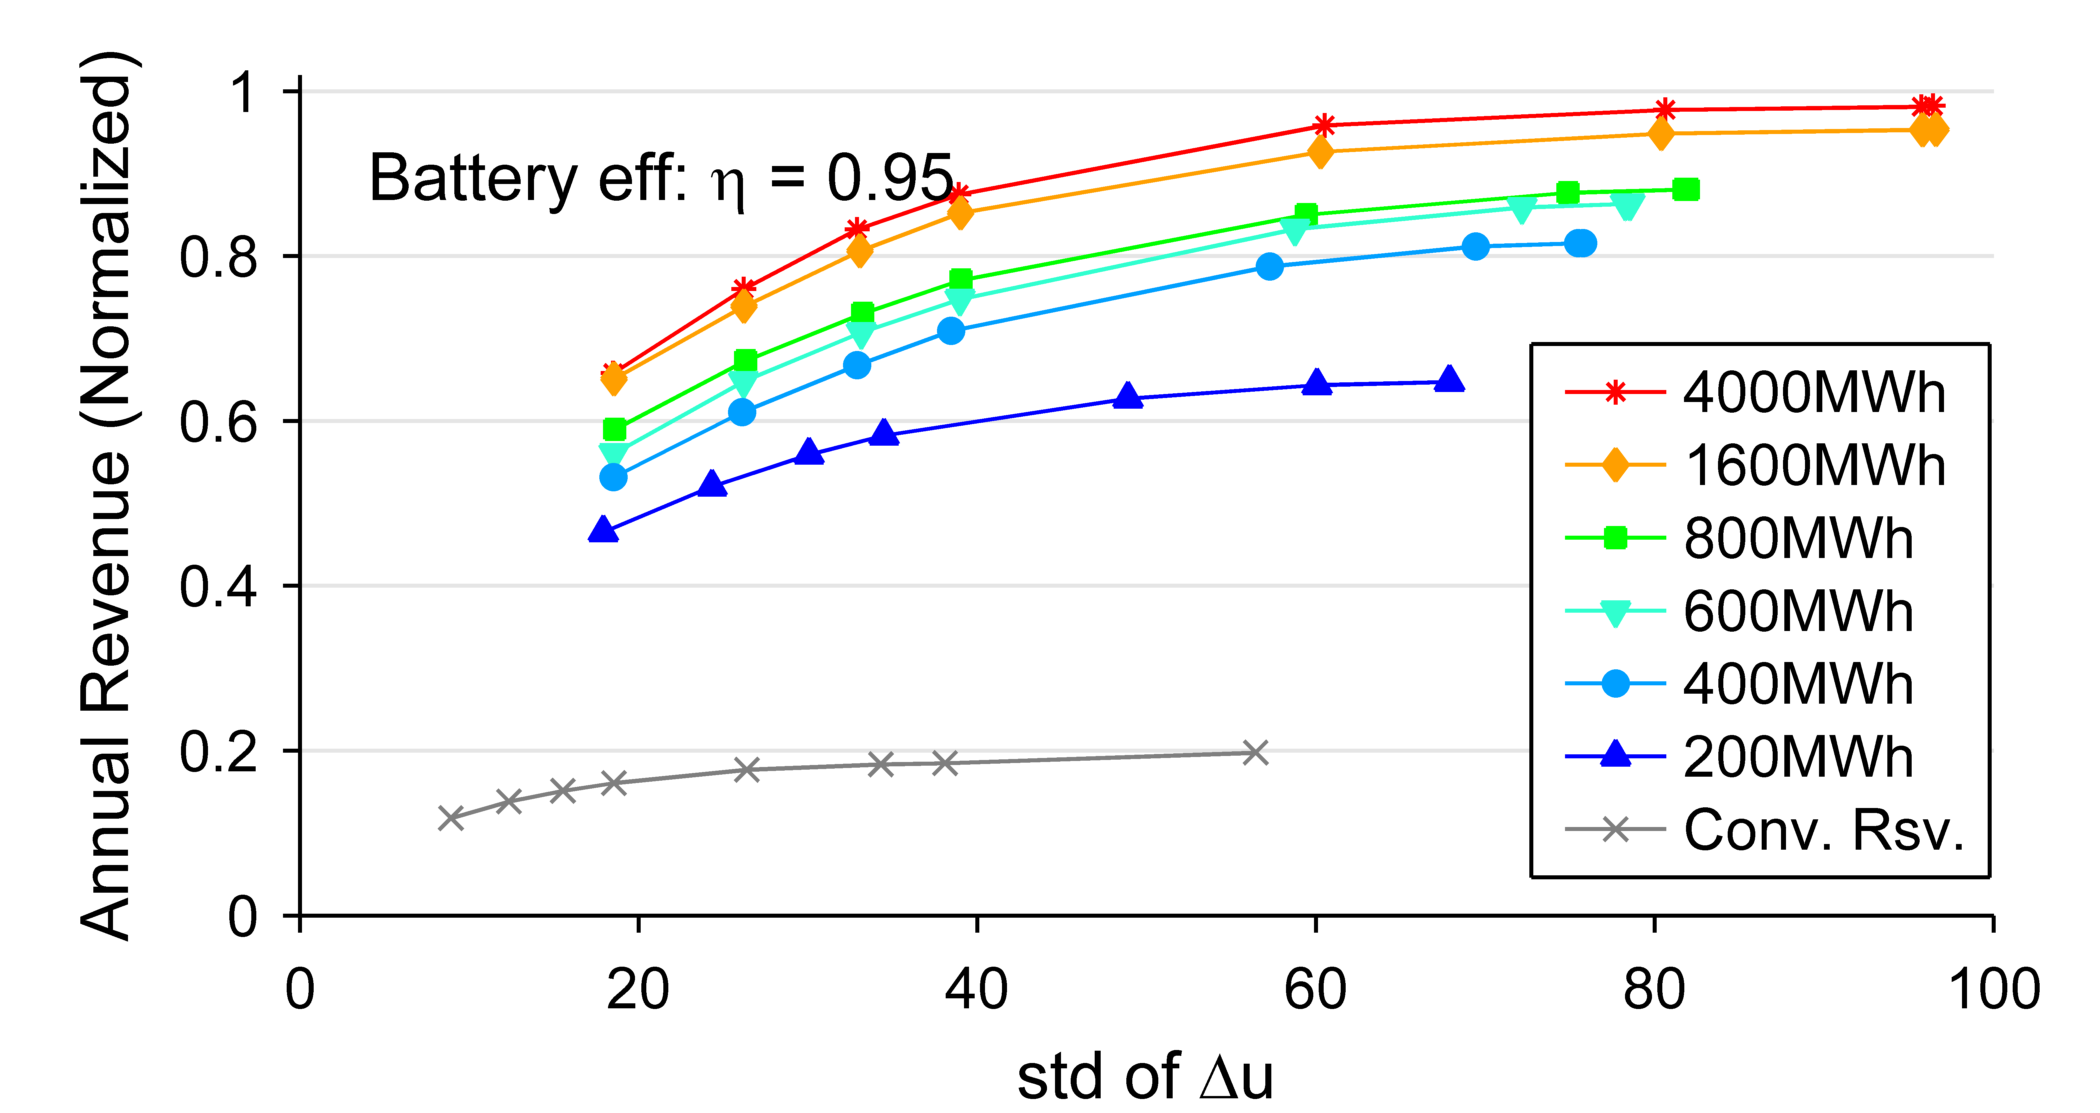 Annual Revenue (Normalized)
1
0.8
0.6
0.4
0.2
0
Battery eff: η = 0.95
4000MWh
1600MWh
800MWh
600MWh
400MWh
200MWh
Conv. Rsv.
0 20 40 60 80 100
std of Δu